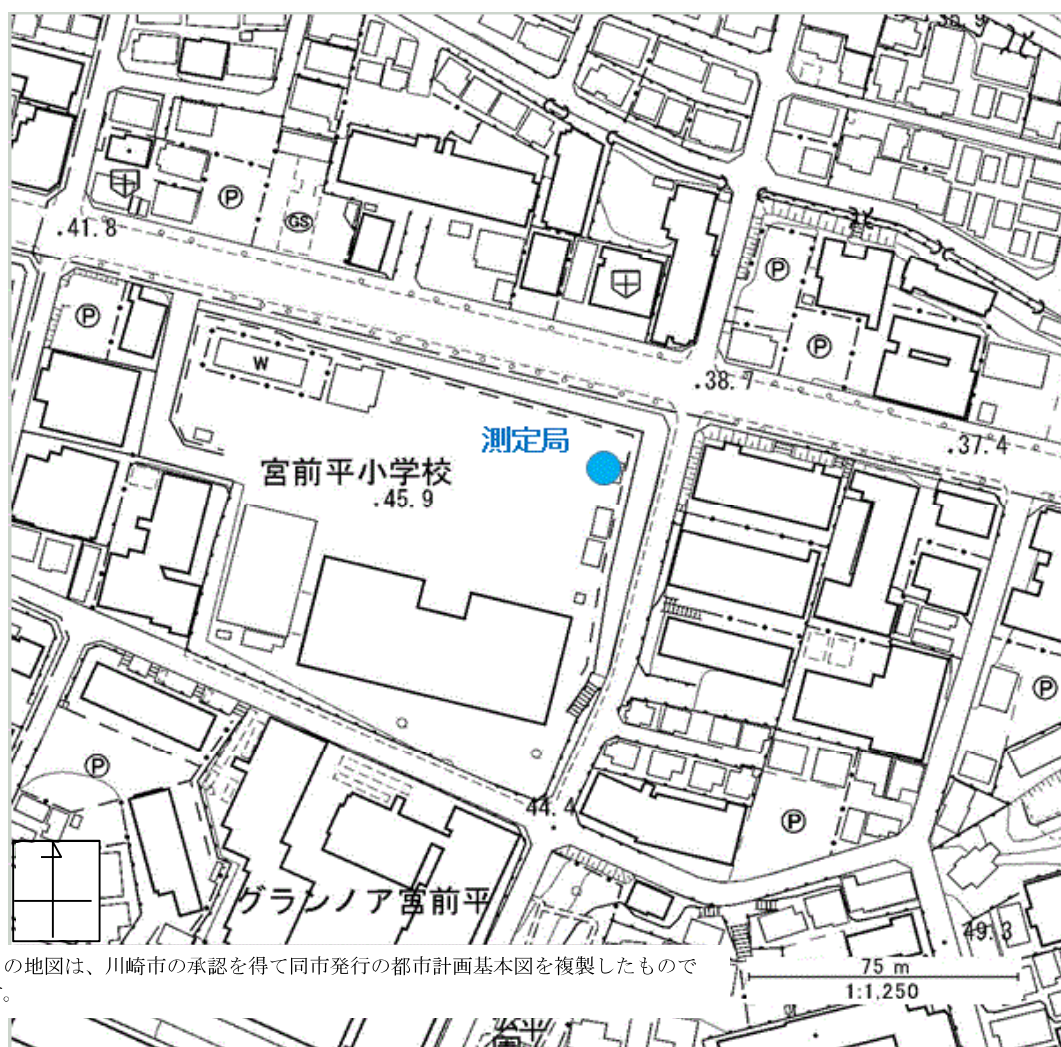 38.9
P
GS
.41.8
P
P
P
W
.38.1
測定局
.37.4
宮前平小学校
.45.9
P
P
44.4
P
グランノア宮前平
49.3
の地図は、川崎市の承認を得て同市発行の都市計画基本図を複製したもので
。
75 m
1:1,250